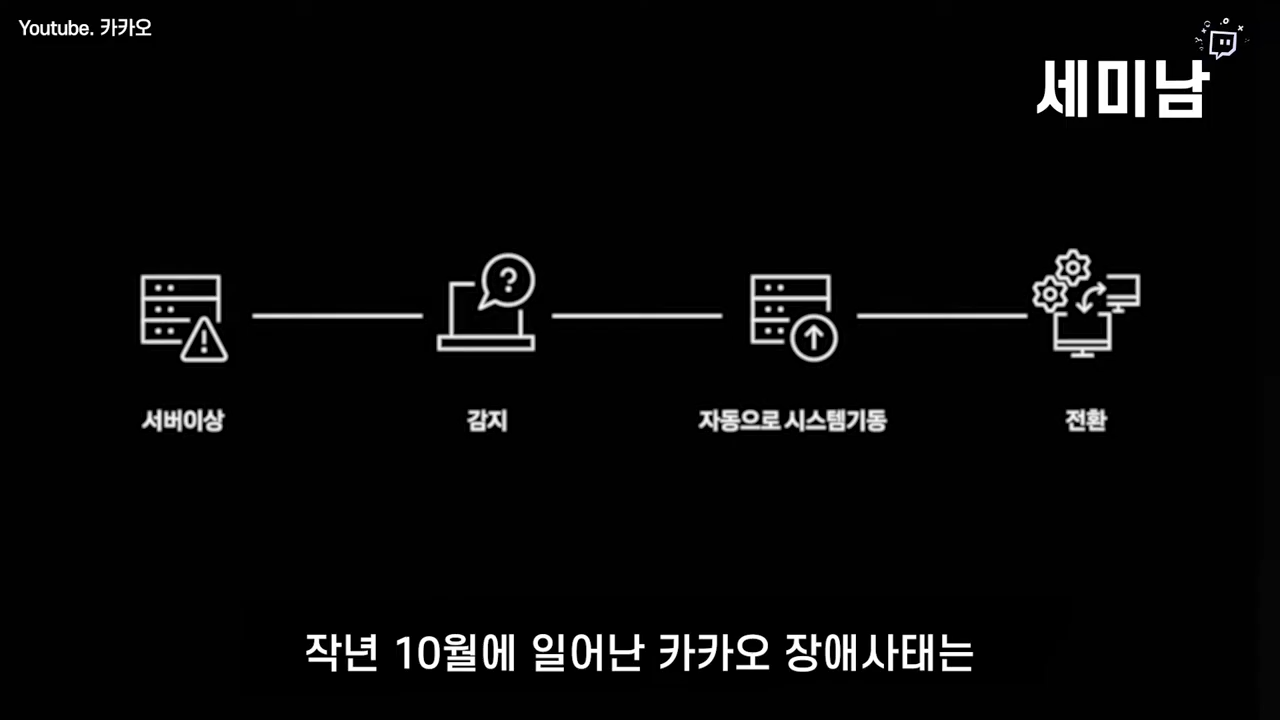 Youtube. 카카오
세미남
서버이상
감지
자동으로 시스템기동
전환
작년 10월에 일어난 카카오 장애사태는